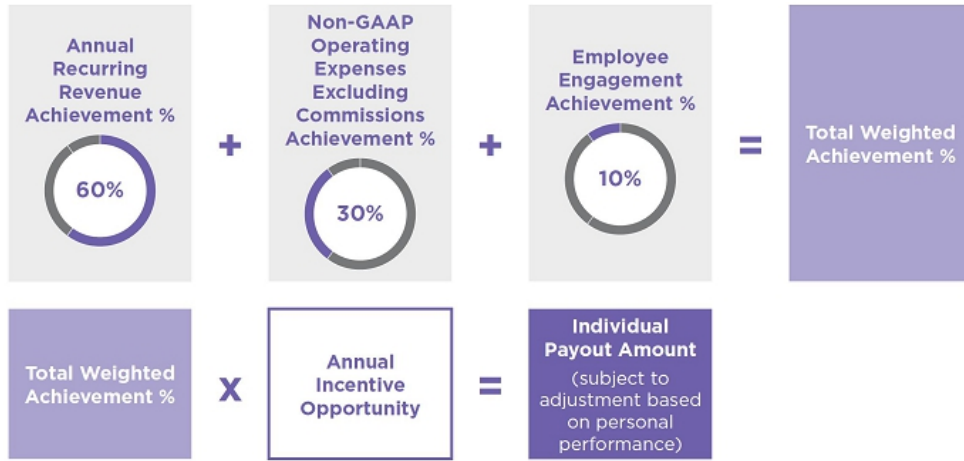 Annual
Recurring
Revenue
Achievement %
60%
+
Non-GAAP
Operating
Expenses
Excluding
Commissions
Achievement %
30%
+
Employee
Engagement
Achievement %
10%
=
Total Weighted
Achievement %
Total Weighted
Achievement %
x
Annual
Incentive
Opportunity
=
Individual
Payout Amount
(subject to
adjustment based
on personal
performance)